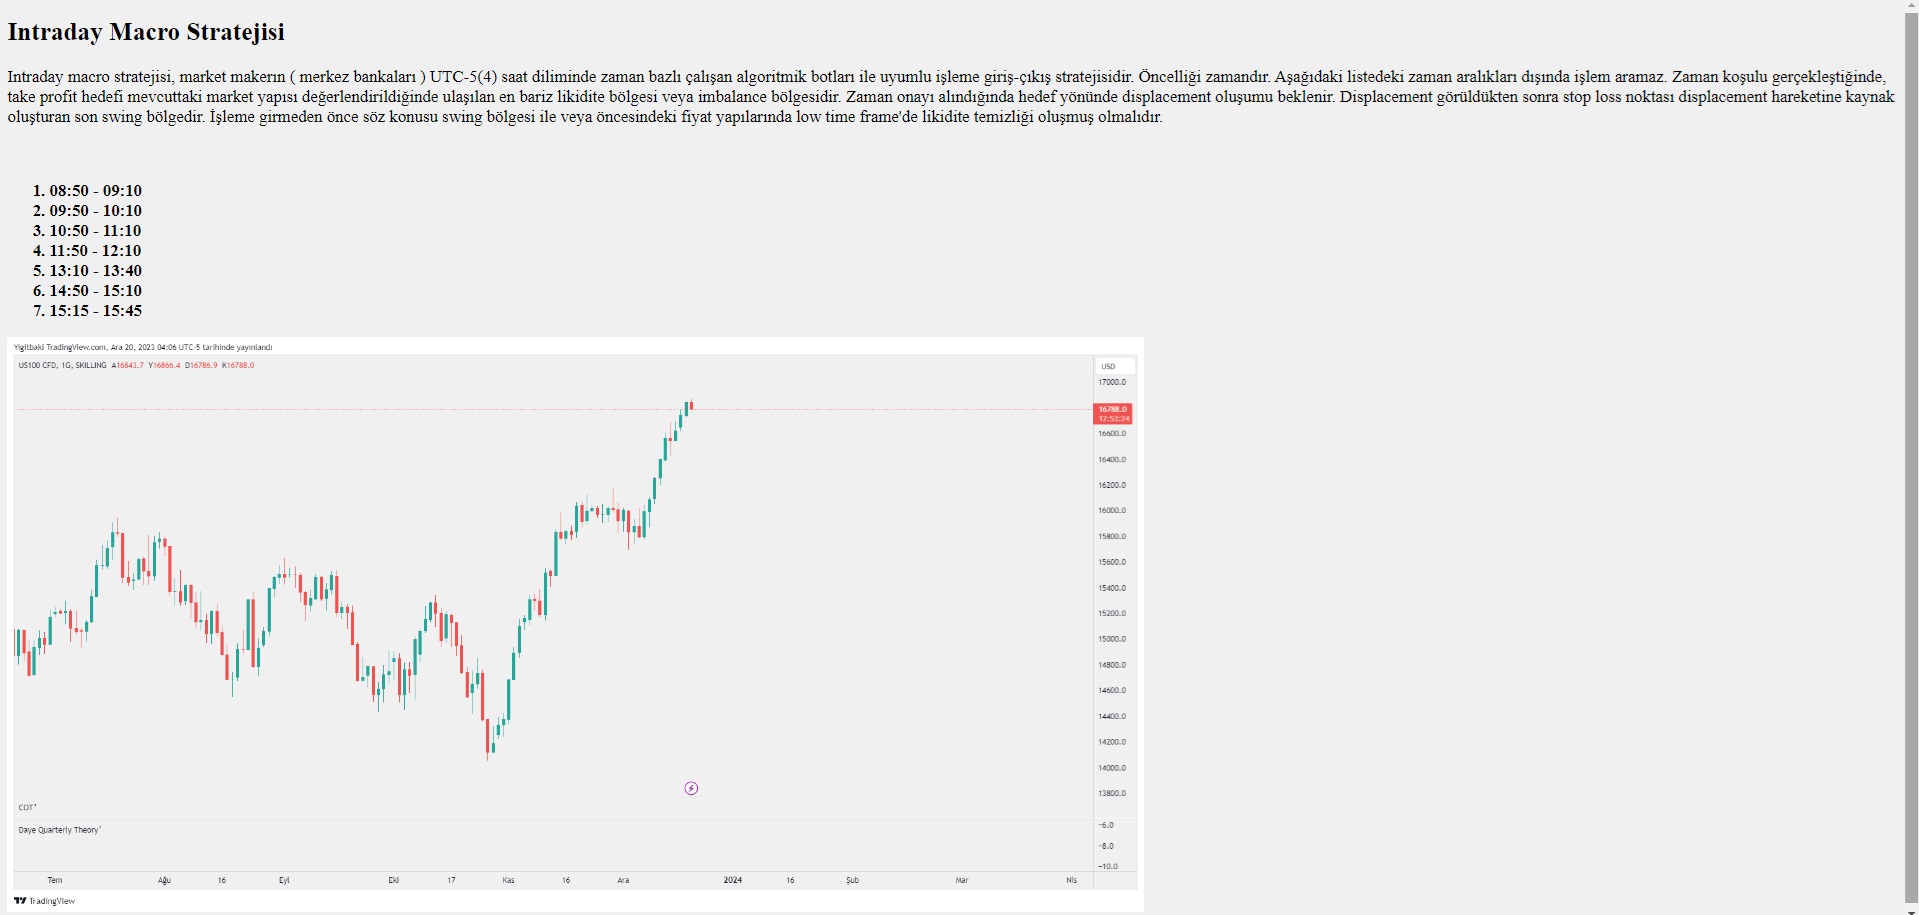 Intraday Macro Stratejisi
Intraday macro stratejisi, market makerın ( merkez bankaları ) UTC-5(4) saat diliminde zaman bazlı çalışan algoritmik botları ile uyumlu işleme giriş-çıkış stratejisidir. Öncelliği zamandır. Aşağıdaki listedeki zaman aralıkları dışında işlem aramaz. Zaman koşulu gerçekleştiğinde,
take profit hedefi mevcuttaki market yapısı değerlendirildiğinde ulaşılan en bariz likidite bölgesi veya imbalance bölgesidir. Zaman onayı alındığında hedef yönünde displacement oluşumu beklenir. Displacement görüldükten sonra stop loss noktası displacement hareketine kaynak
oluşturan son swing bölgedir. İşleme girmeden önce söz konusu swing bölgesi ile veya öncesindeki fiyat yapılarında low time frame'de likidite temizliği oluşmuş olmalıdır.
1. 08:50 - 09:10
2. 09:50 - 10:10
3. 10:50 - 11:10
4. 11:50 - 12:10
5. 13:10 - 13:40
6. 14:50 - 15:10
7. 15:15 - 15:45
Yigitbaki TradingView.com, Ara 20, 2023 04:06 UTC-5 tarihinde yayınlandı
US100 CFD, 1G, SKILLING A16843.7 Y16866.4 D16786.9 K16788.0
USD
17000.0
16788.0
12:53:24
16600.0
16400.0
16200.0
16000.0
15800.0
15600.0
15400.0
15200.0
15000.0
14800.0
14600.0
14400.0
14200.0
14000.0
13800.0
COT*
Daye Quarterly Theory*
−6.0
−8.0
−10.0
Tem Ağu 16 Eyl Eki 17 Kas 16 Ara 2024 16 Şub Mar Nis
TradingView